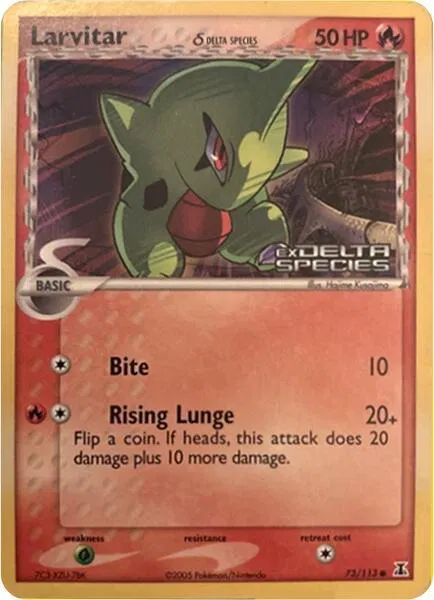 Larvitar δ DELTA SPECIES 50 HP
EX DELTA
SPECIES
Illus. Hajime Kusajima
BASIC
Bite 10
Rising Lunge 20+
Flip a coin. If heads, this attack does 20
damage plus 10 more damage.
weakness resistance retreat cost
©2005 Pokémon/Nintendo 73/113 ●